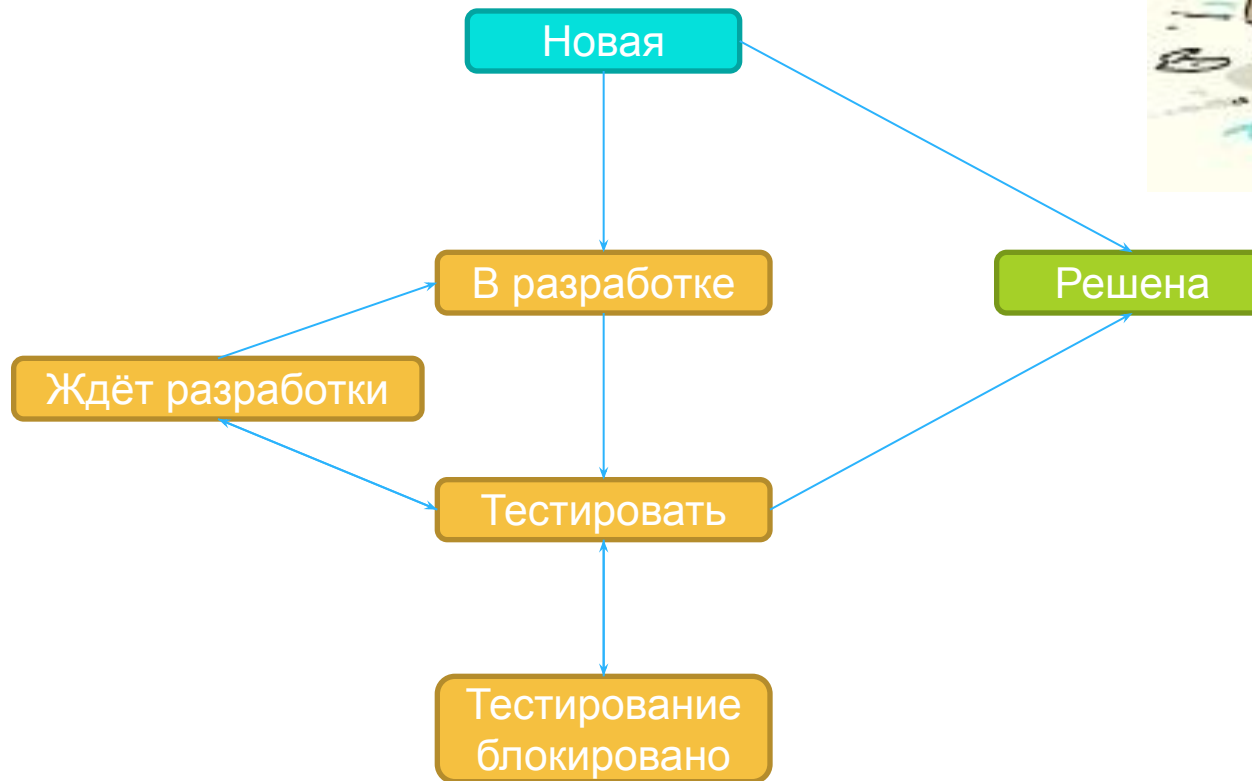 Новая
В разработке
Решена
Ждёт разработки
Тестировать
Тестирование
блокировано